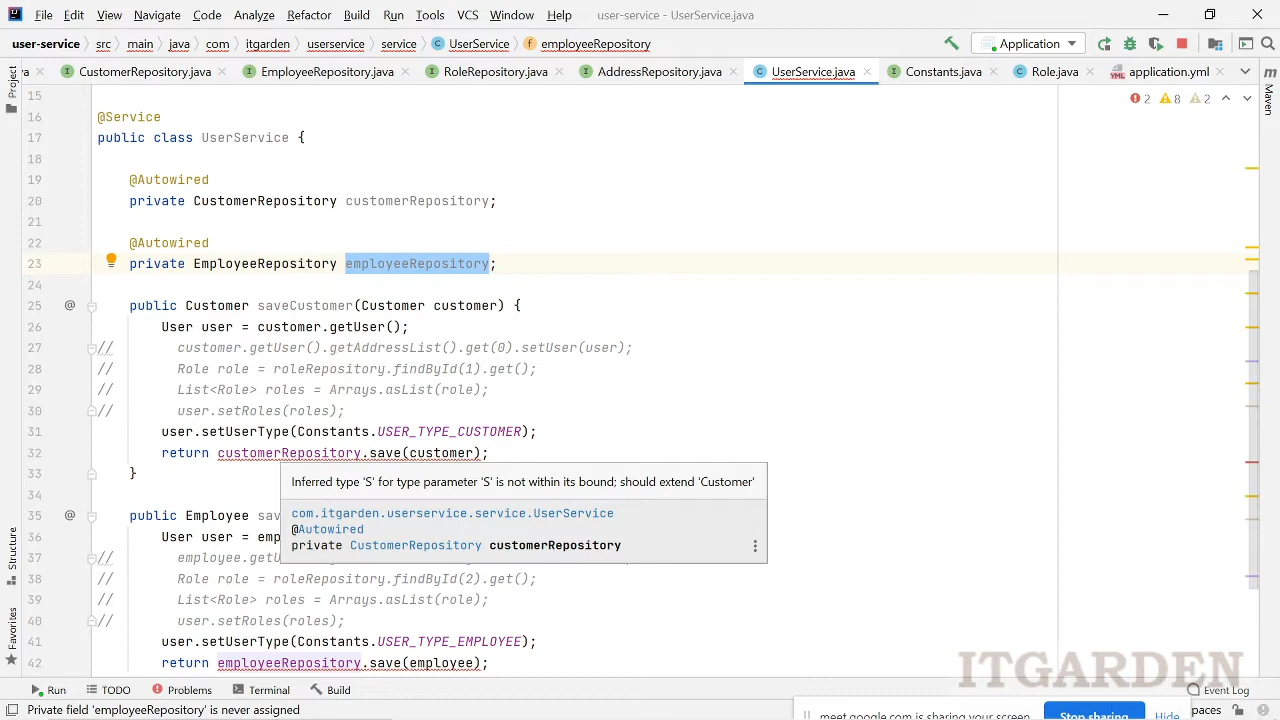 File Edit View Navigate Code Analyze Refactor Build Run Tools VCS Window Help user-service - UserService.java
user-service src main java com itgarden userservice service UserService employeeRepository Application
a CustomerRepository.java EmployeeRepository.java RoleRepository.java AddressRepository.java UserService.java Constants.java Role.java application.yml
Project
Structure
Favorites
Maven
2 8 2
15
16 @Service
17 public class UserService {
18
19 @Autowired
20 private CustomerRepository customerRepository;
21
22 @Autowired
23 private EmployeeRepository employeeRepository;
24
25 @ public Customer saveCustomer(Customer customer) {
26 User user = customer.getUser();
27 // customer.getUser().getAddressList().get(0).setUser(user);
28 // Role role = roleRepository.findById(1).get();
29 // List<Role> roles = Arrays.asList(role);
30 // user.setRoles(roles);
31 user.setUserType(Constants.USER_TYPE_CUSTOMER);
32 return customerRepository.save(customer);
33 }
Inferred type 'S' for type parameter 'S' is not within its bound; should extend 'Customer'
com.itgarden.userservice.service.UserService
@Autowired
private CustomerRepository customerRepository
34
35 @ public Employee sav
36 User user = emp
37 // employee.getU
38 // Role role = roleRepository.findById(2).get();
39 // List<Role> roles = Arrays.asList(role);
40 // user.setRoles(roles);
41 user.setUserType(Constants.USER_TYPE_EMPLOYEE);
42 return employeeRepository.save(employee);
ITGARDEN
Run TODO Problems Terminal Build Event Log
Private field 'employeeRepository' is never assigned
meet.google.com is sharing your screen. Stop sharing Hide
paces